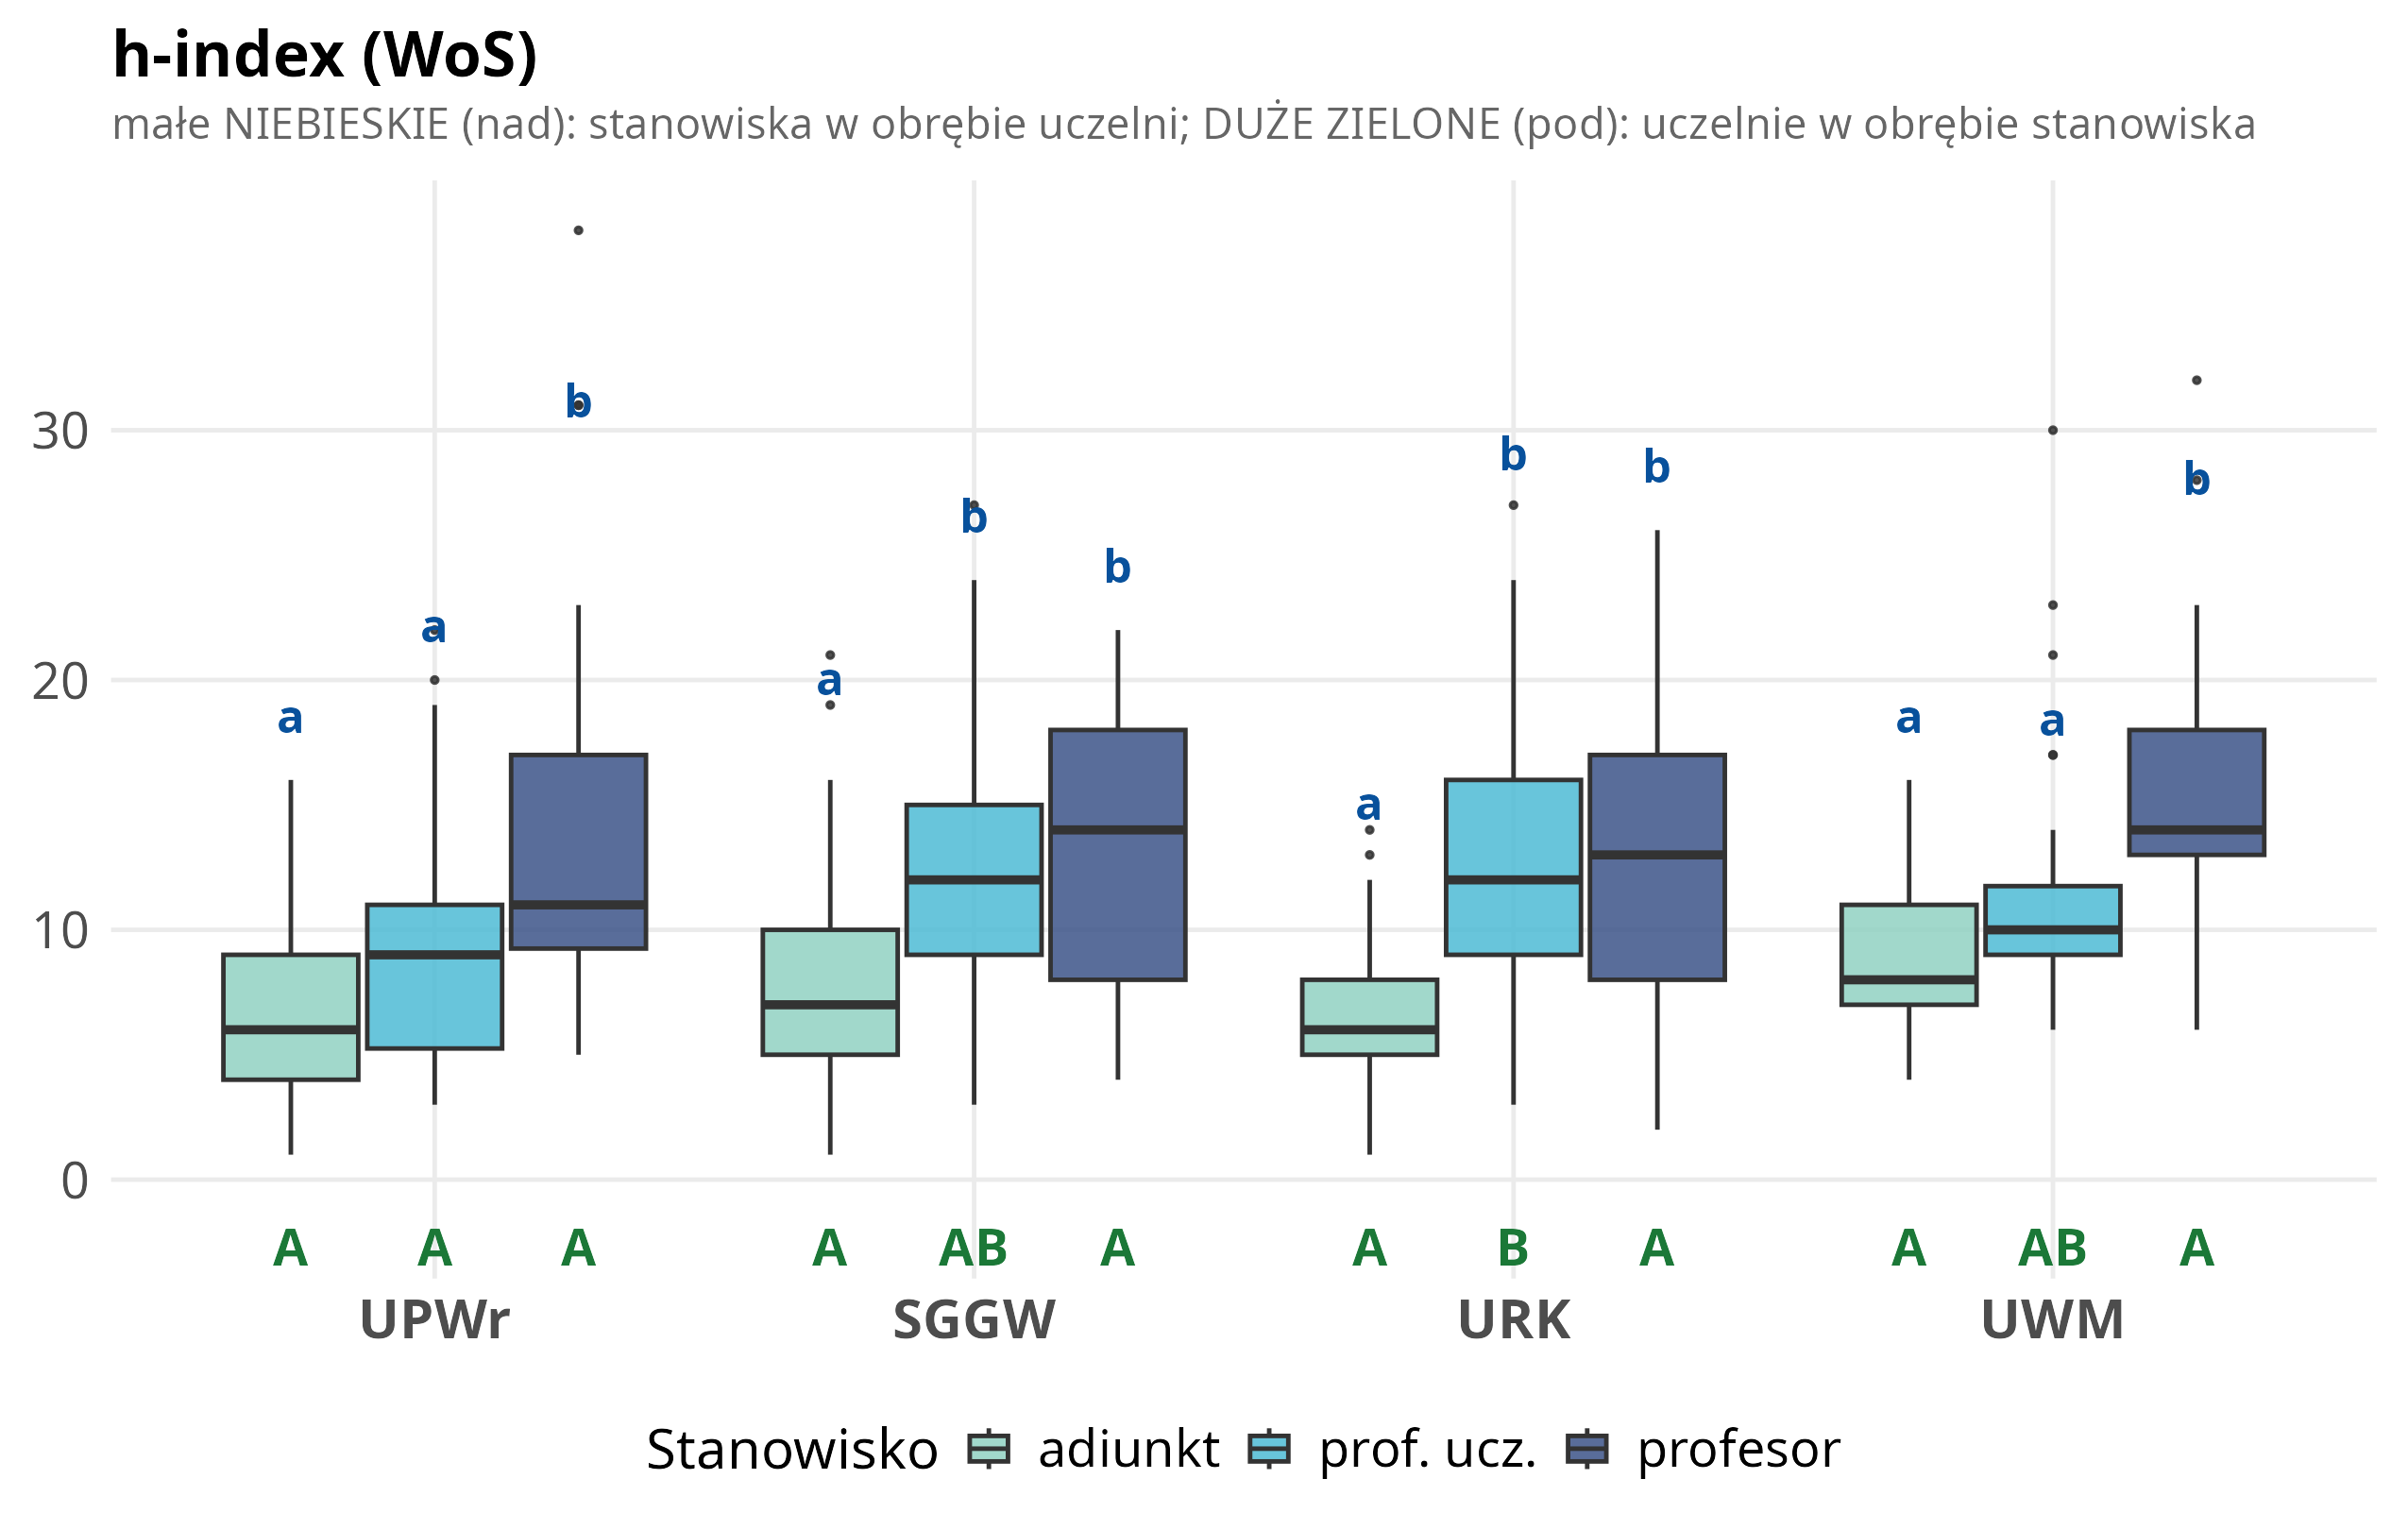 h-index (WoS)
małe NIEBIESKIE (nad): stanowiska w obrębie uczelni; DUŻE ZIELONE (pod): uczelnie w obrębie stanowiska
30
20
10
0
a a b
a b b
a b b
a a b
A A A A AB A A B A A AB A
UPWr SGGW URK UWM
Stanowisko adiunkt prof. ucz. profesor